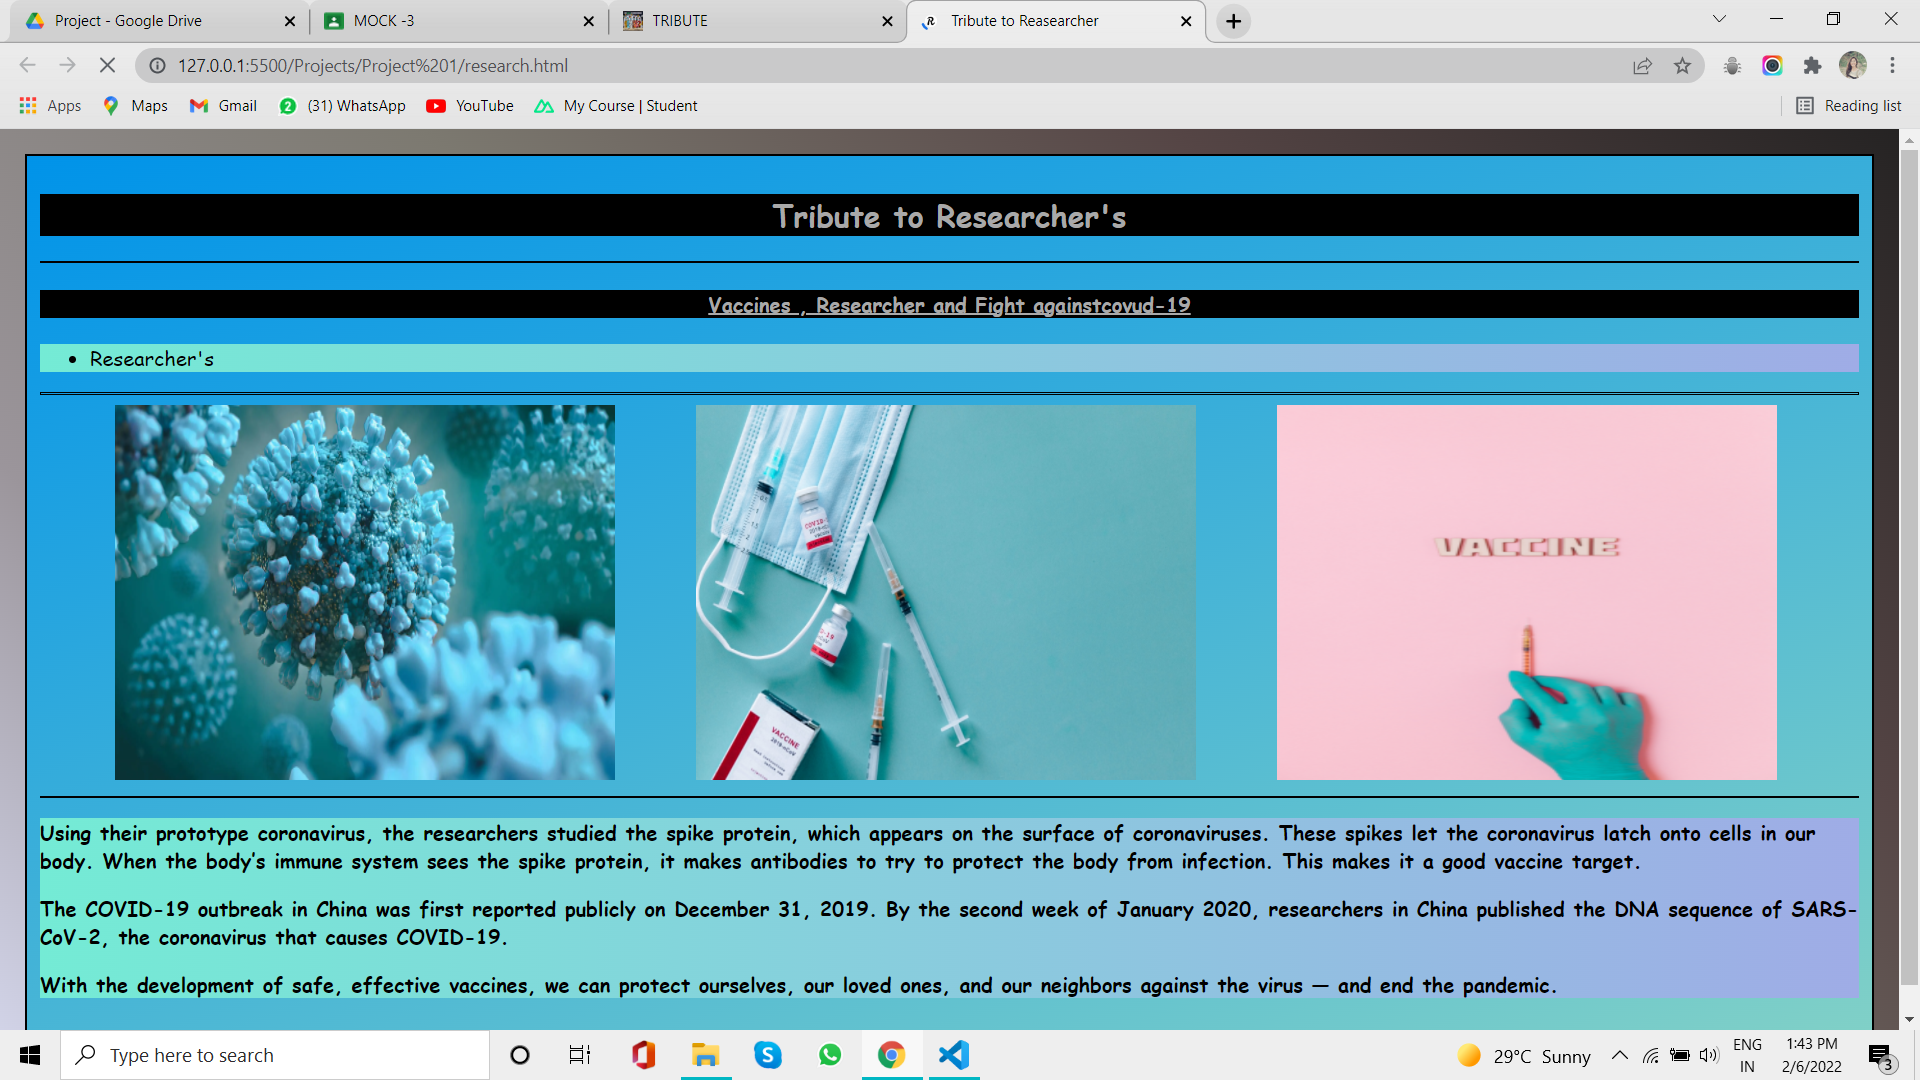 Project - Google Drive
MOCK -3
TRIBUTE
Tribute to Reasearcher
127.0.0.1:5500/Projects/Project%201/research.html
Apps
Maps
Gmail
(31) WhatsApp
YouTube
My Course | Student
Reading list
Tribute to Researcher's
Vaccines , Researcher and Fight againstcovud-19
• Researcher's
COVID-19
VACCINE
VACCINE
Using their prototype coronavirus, the researchers studied the spike protein, which appears on the surface of coronaviruses. These spikes let the coronavirus latch onto cells in our
body. When the body's immune system sees the spike protein, it makes antibodies to try to protect the body from infection. This makes it a good vaccine target.
The COVID-19 outbreak in China was first reported publicly on December 31, 2019. By the second week of January 2020, researchers in China published the DNA sequence of SARS-
CoV-2, the coronavirus that causes COVID-19.
With the development of safe, effective vaccines, we can protect ourselves, our loved ones, and our neighbors against the virus — and end the pandemic.
Type here to search
29°C Sunny
ENG
IN
1:43 PM
2/6/2022
3